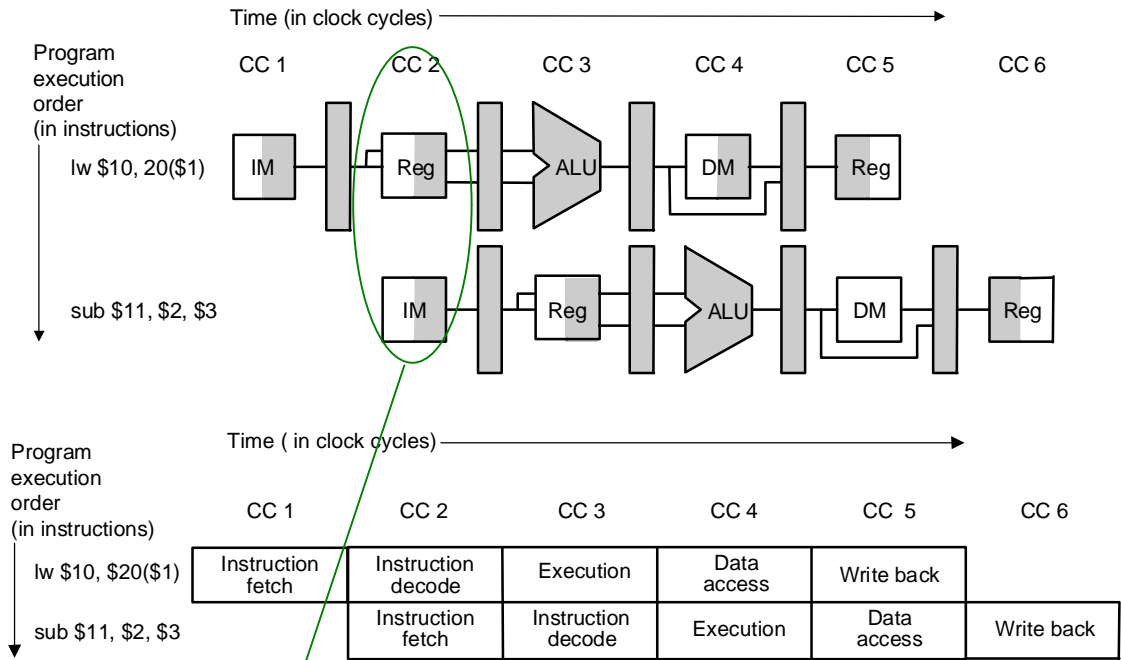 Time (in clock cycles)
Program
execution
order
(in instructions)
CC 1 CC 2 CC 3 CC 4 CC 5 CC 6
lw $10, 20($1) IM Reg ALU DM Reg
sub $11, $2, $3 IM Reg ALU DM Reg
Time ( in clock cycles)
Program
execution
order
(in instructions)
CC 1 CC 2 CC 3 CC 4 CC 5 CC 6
lw $10, $20($1)
Instruction
fetch
Instruction
decode
Execution
Data
access
Write back
sub $11, $2, $3
Instruction
fetch
Instruction
decode
Execution
Data
access
Write back